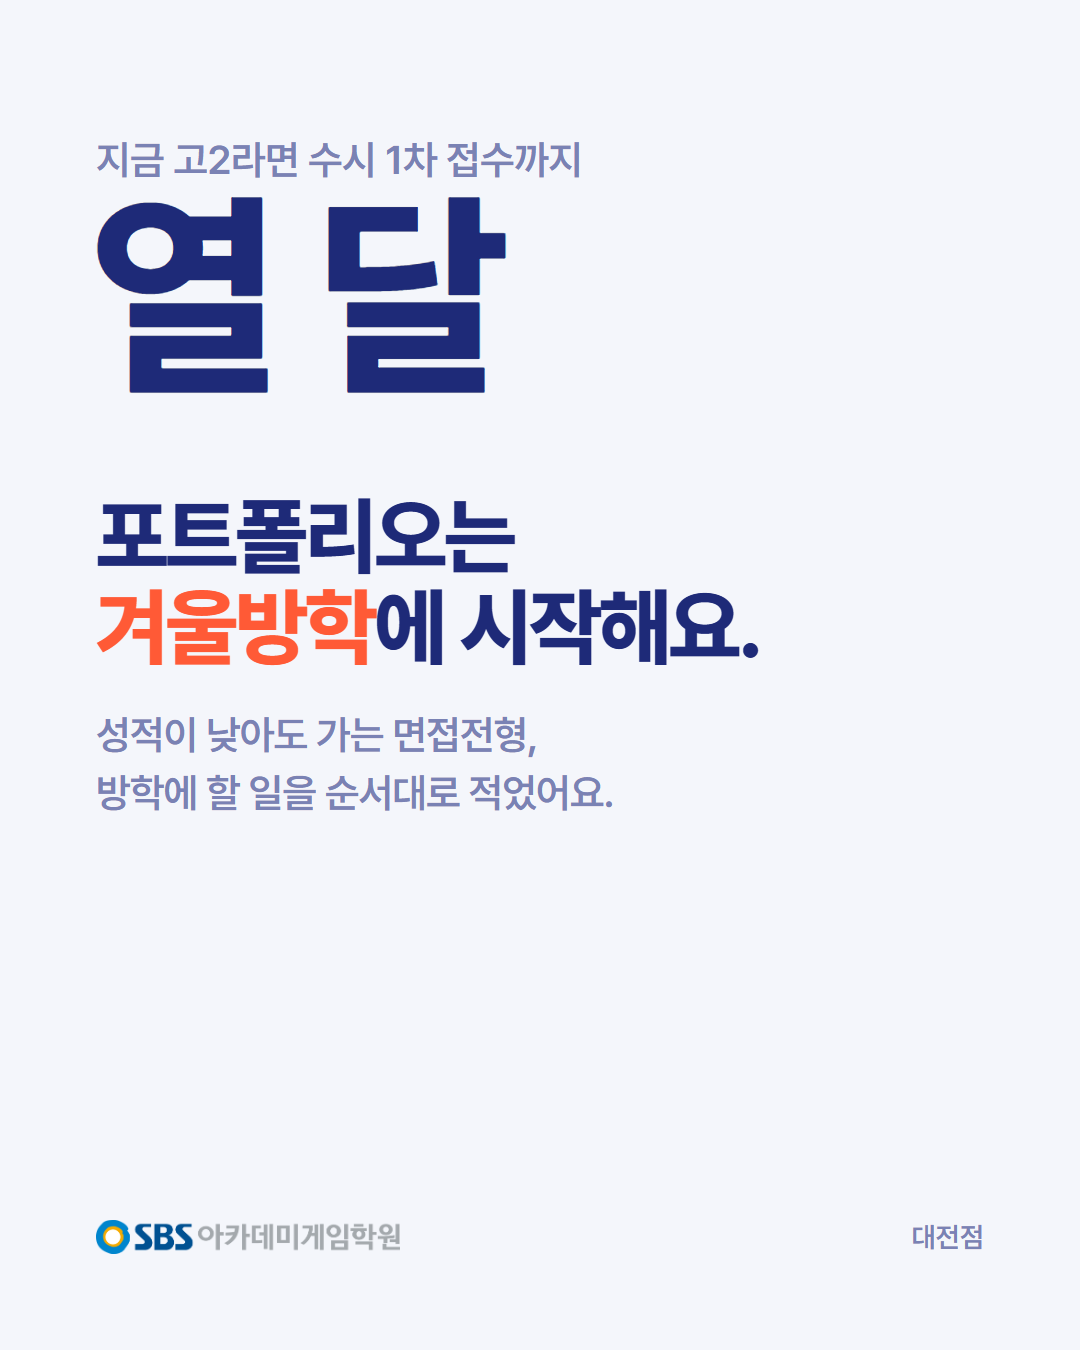 지금 고2라면 수시 1차 접수까지
열 달
포트폴리오는
겨울방학에 시작해요.
성적이 낮아도 가는 면접전형,
방학에 할 일을 순서대로 적었어요.
SBS 아카데미게임학원
대전점